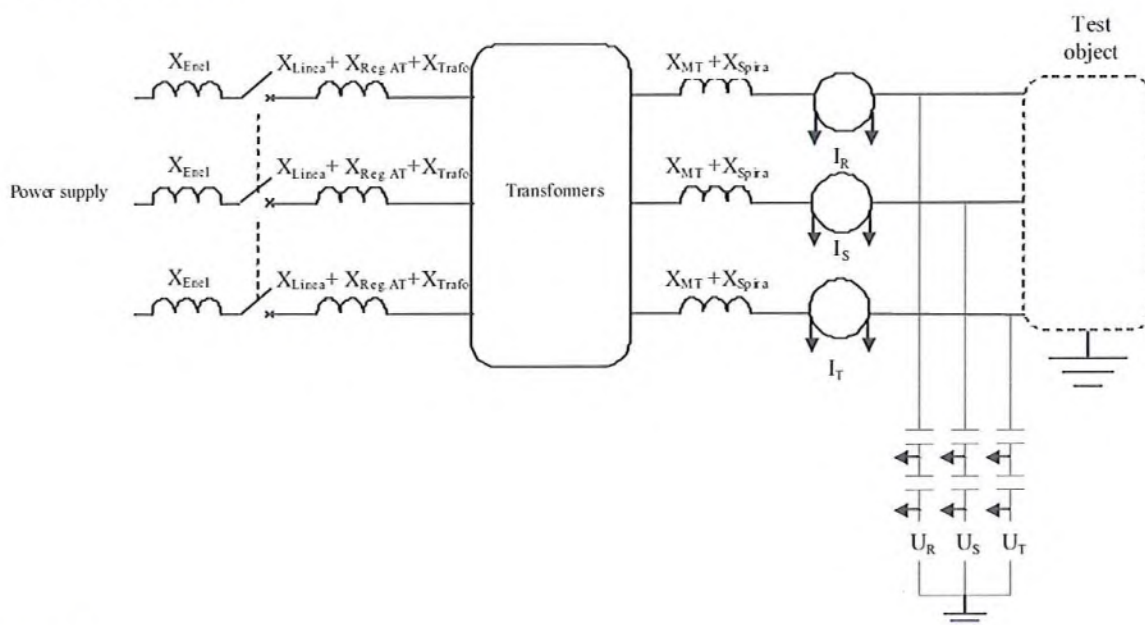 Test
object
X_Enel
X_Linea + X_Reg.AT + X_Trafo
X_MT + X_Spira
I_R
X_Enel
X_Linea + X_Reg.AT + X_Trafo
X_MT + X_Spira
Power supply
Transfomers
I_S
X_Enel
X_Linea + X_Reg.AT + X_Trafo
X_MT + X_Spira
I_T
U_R U_S U_T